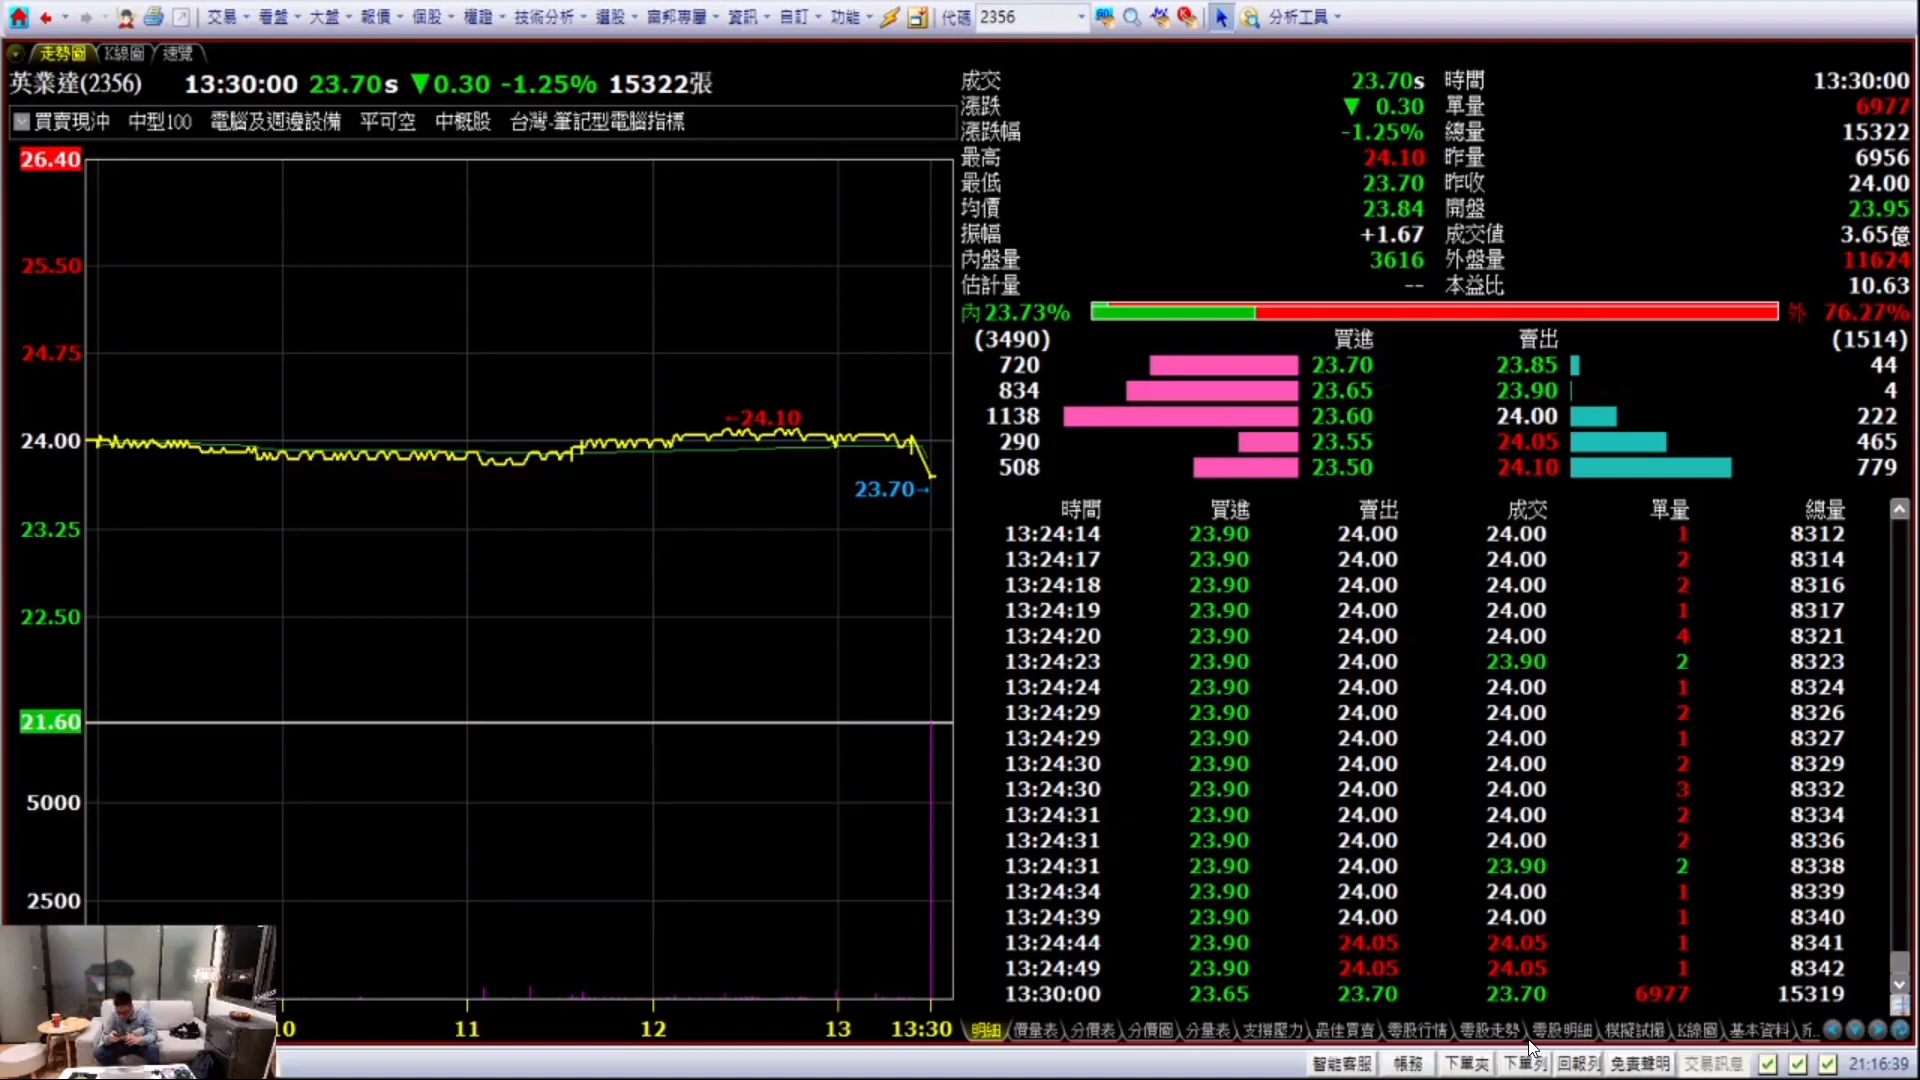 交易 看盤 大盤 報價 個股 權證 技術分析 選股 富邦專屬 資訊 自訂 功能 代碼 2356 分析工具
走勢圖 K線圖 速覽
英業達(2356) 13:30:00 23.70s ▼0.30 -1.25% 15322張
買賣現沖 中型100 電腦及週邊設備 平可空 中概股 台灣-筆記型電腦指標
26.40
25.50
24.75
24.00
23.25
22.50
21.60
5000
2500
←24.10
23.70→
10 11 12 13 13:30
成交 23.70s 時間 13:30:00
漲跌 ▼ 0.30 單量 6977
漲跌幅 -1.25% 總量 15322
最高 24.10 昨量 6956
最低 23.70 昨收 24.00
均價 23.84 開盤 23.95
振幅 +1.67 成交值 3.65億
內盤量 3616 外盤量 11624
估計量 -- 本益比 10.63
內 23.73% 外 76.27%
(3490) 買進 賣出 (1514)
720 23.70 23.85 44
834 23.65 23.90 4
1138 23.60 24.00 222
290 23.55 24.05 465
508 23.50 24.10 779
時間 買進 賣出 成交 單量 總量
13:24:14 23.90 24.00 24.00 1 8312
13:24:17 23.90 24.00 24.00 2 8314
13:24:18 23.90 24.00 24.00 2 8316
13:24:19 23.90 24.00 24.00 1 8317
13:24:20 23.90 24.00 24.00 4 8321
13:24:23 23.90 24.00 23.90 2 8323
13:24:24 23.90 24.00 24.00 1 8324
13:24:29 23.90 24.00 24.00 2 8326
13:24:29 23.90 24.00 24.00 1 8327
13:24:30 23.90 24.00 24.00 2 8329
13:24:30 23.90 24.00 24.00 3 8332
13:24:31 23.90 24.00 24.00 2 8334
13:24:31 23.90 24.00 24.00 2 8336
13:24:31 23.90 24.00 23.90 2 8338
13:24:34 23.90 24.00 24.00 1 8339
13:24:39 23.90 24.00 24.00 1 8340
13:24:44 23.90 24.05 24.05 1 8341
13:24:49 23.90 24.05 24.05 1 8342
13:30:00 23.65 23.70 23.70 6977 15319
明細 價量表 分價表 分價圖 分量表 支撐壓力 最佳買賣 零股行情 零股走勢 零股明細 模擬試撮 K線圖 基本資料
智能客服 帳務 下單夾 下單列 回報列 免責聲明 交易訊息 21:16:39